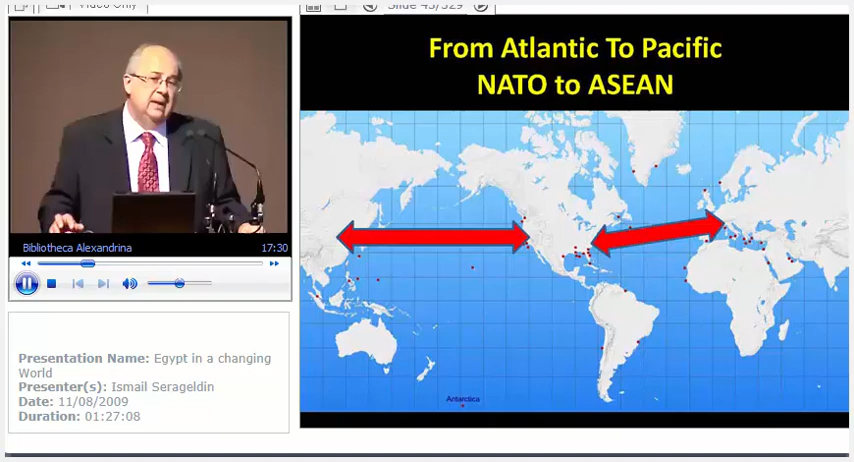 Video Only
Slide 43/329
From Atlantic To Pacific
NATO to ASEAN
Bibliotheca Alexandrina 17:30
Presentation Name: Egypt in a changing
World
Presenter(s): Ismail Serageldin
Date: 11/08/2009
Duration: 01:27:08
Antarctica